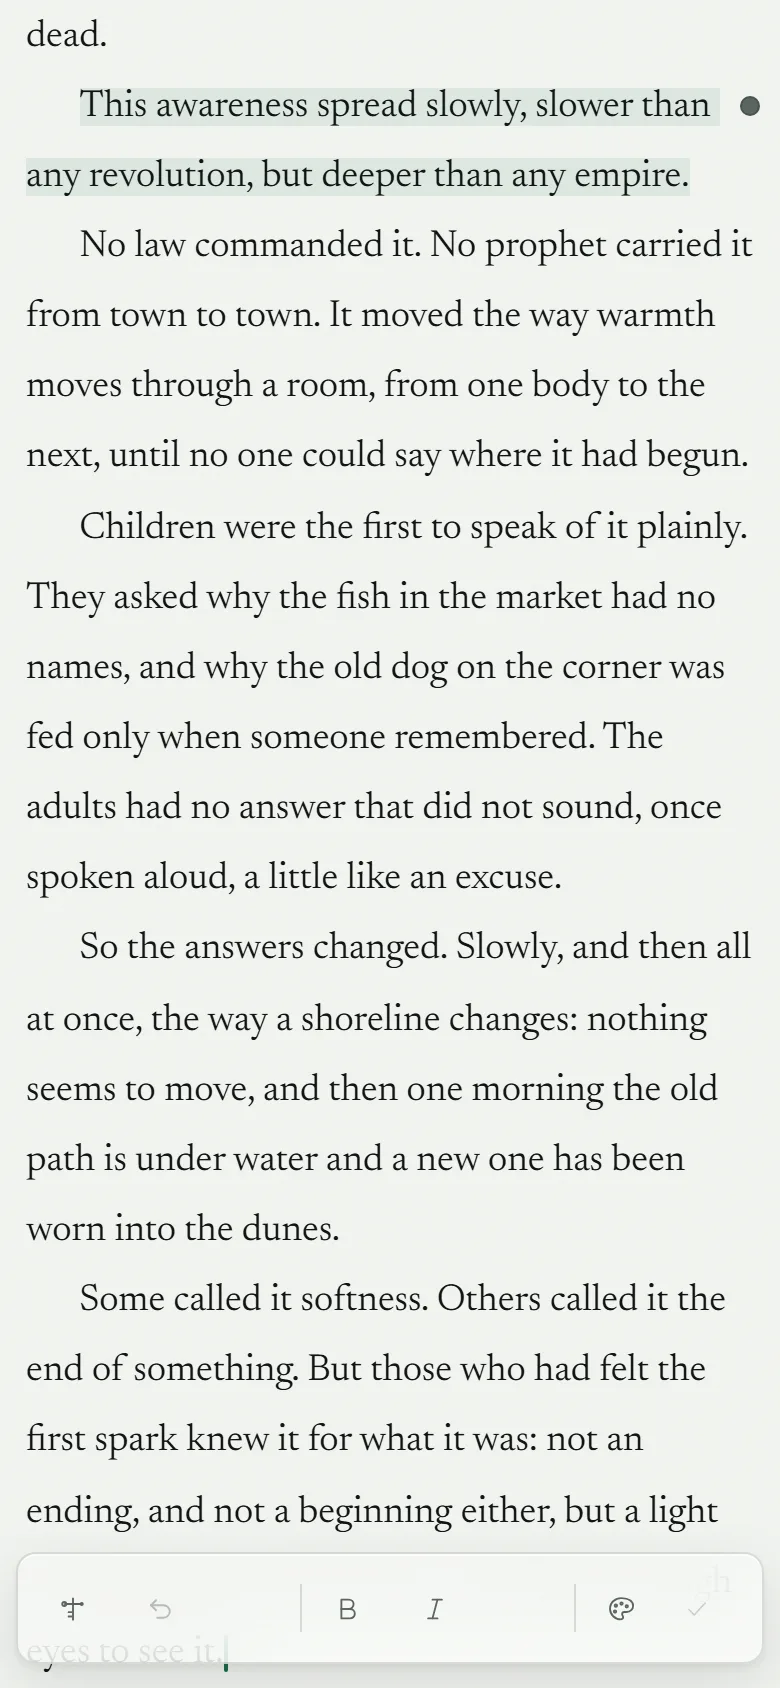 dead.
This awareness spread slowly, slower than
any revolution, but deeper than any empire.
No law commanded it. No prophet carried it
from town to town. It moved the way warmth
moves through a room, from one body to the
next, until no one could say where it had begun.
Children were the first to speak of it plainly.
They asked why the fish in the market had no
names, and why the old dog on the corner was
fed only when someone remembered. The
adults had no answer that did not sound, once
spoken aloud, a little like an excuse.
So the answers changed. Slowly, and then all
at once, the way a shoreline changes: nothing
seems to move, and then one morning the old
path is under water and a new one has been
worn into the dunes.
Some called it softness. Others called it the
end of something. But those who had felt the
first spark knew it for what it was: not an
ending, and not a beginning either, but a light
B I
eyes to see it.